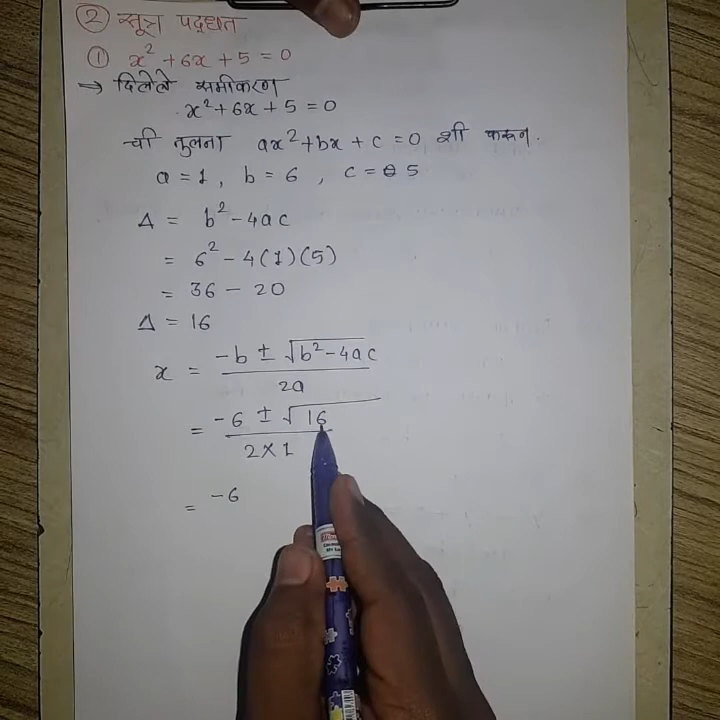 ② सूत्र पद्धत
① x² + 6x + 5 = 0
→ दिलेले समीकरण
x² + 6x + 5 = 0
ची तुलना ax² + bx + c = 0 शी करून.
a = 1 , b = 6 , c = 5
Δ = b² - 4ac
= 6² - 4(1)(5)
= 36 - 20
Δ = 16
x = (-b ± √(b² - 4ac)) / 2a
= (-6 ± √16) / 2×1
= -6